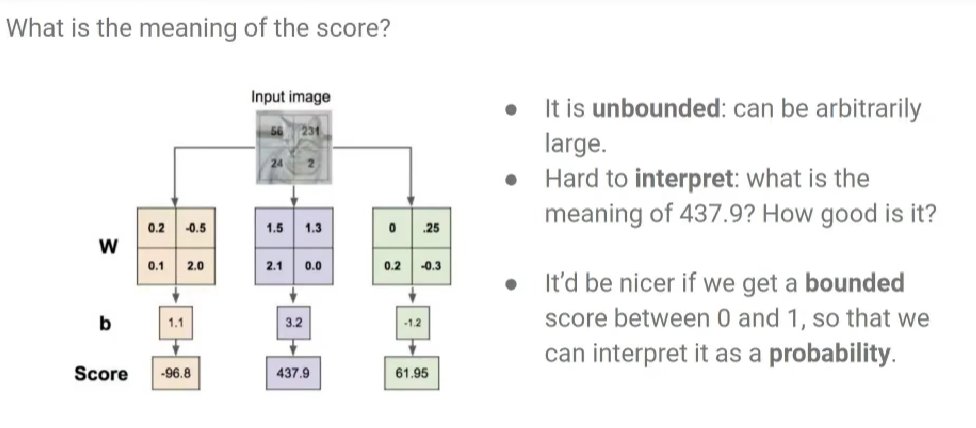 What is the meaning of the score?
Input image
56 231
24 2
W
0.2 -0.5
0.1 2.0
1.5 1.3
2.1 0.0
0 .25
0.2 -0.3
b
1.1
3.2
-1.2
Score
-96.8
437.9
61.95
• It is unbounded: can be arbitrarily
large.
• Hard to interpret: what is the
meaning of 437.9? How good is it?
• It'd be nicer if we get a bounded
score between 0 and 1, so that we
can interpret it as a probability.